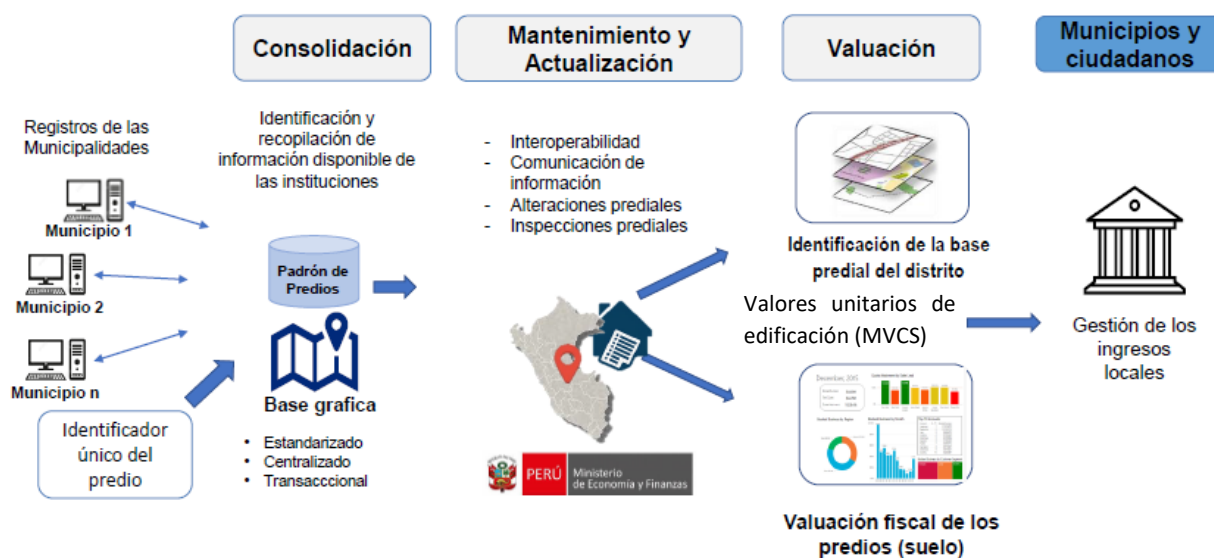 Consolidación
Mantenimiento y
Actualización
Valuación
Municipios y
ciudadanos
Registros de las
Municipalidades
Municipio 1
Municipio 2
Municipio n
Identificador
único del
predio
Identificación y
recopilación de
información disponible de
las instituciones
Padrón de
Predios
Base grafica
• Estandarizado
• Centralizado
• Transacccional
- Interoperabilidad
- Comunicación de
información
- Alteraciones prediales
- Inspecciones prediales
PERÚ
Ministerio
de Economía y Finanzas
Identificación de la base
predial del distrito
Valores unitarios de
edificación (MVCS)
December, 2015
Valuación fiscal de los
predios (suelo)
Gestión de los
ingresos
locales